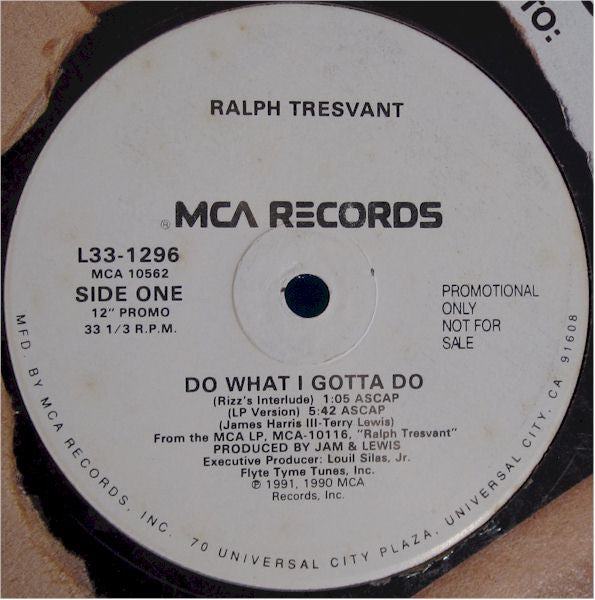 TO:
RALPH TRESVANT
® MCA RECORDS
L33-1296
MCA 10562
SIDE ONE
12" PROMO
33 1/3 R.P.M.
PROMOTIONAL
ONLY
NOT FOR
SALE
DO WHAT I GOTTA DO
(Rizz's Interlude) 1:05 ASCAP
(LP Version) 5:42 ASCAP
(James Harris III-Terry Lewis)
From the MCA LP, MCA-10116, "Ralph Tresvant"
PRODUCED BY JAM & LEWIS
Executive Producer: Louil Silas, Jr.
Flyte Tyme Tunes, Inc.
℗ 1991, 1990 MCA
Records, Inc.
MFD. BY MCA RECORDS, INC. 70 UNIVERSAL CITY PLAZA, UNIVERSAL CITY, CA 91608